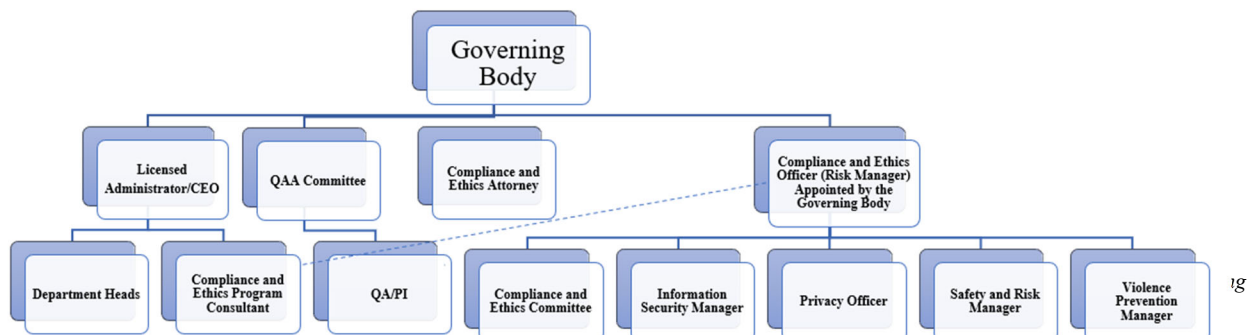 Governing
Body
Licensed
Administrator/CEO
QAA Committee
Compliance and
Ethics Attorney
Compliance and Ethics
Officer (Risk Manager)
Appointed by the
Governing Body
Department Heads
Compliance and
Ethics Program
Consultant
QA/PI
Compliance and
Ethics Committee
Information
Security Manager
Privacy Officer
Safety and Risk
Manager
Violence
Prevention
Manager